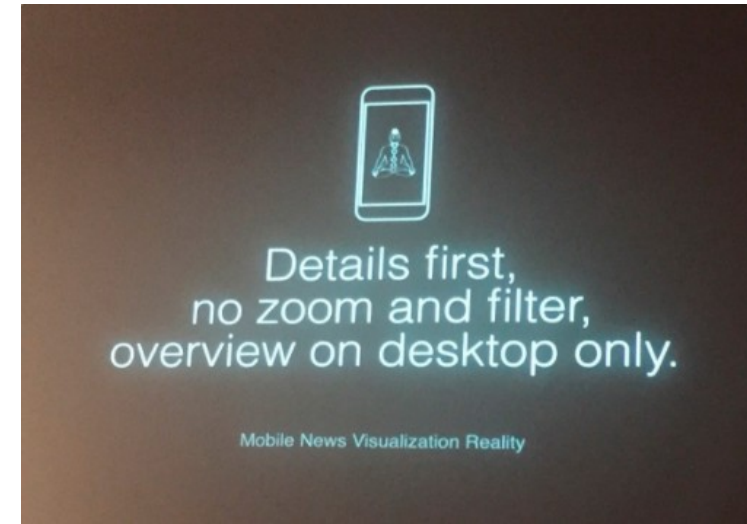 Details first,
no zoom and filter,
overview on desktop only.
Mobile News Visualization Reality